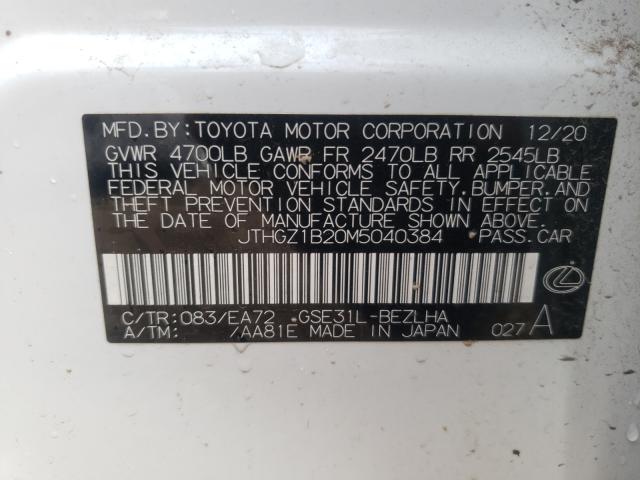 MFD.BY:TOYOTA MOTOR CORPORATION 12/20
GVWR 4700LB GAWR FR 2470LB RR 2545LB
THIS VEHICLE CONFORMS TO ALL APPLICABLE
FEDERAL MOTOR VEHICLE SAFETY,BUMPER,AND
THEFT PREVENTION STANDARDS IN EFFECT ON
THE DATE OF MANUFACTURE SHOWN ABOVE.
JTHGZ1B20M5040384 PASS.CAR
C/TR:083/EA72 GSE31L-BEZLHA
A/TM: /AA81E MADE IN JAPAN 027 A